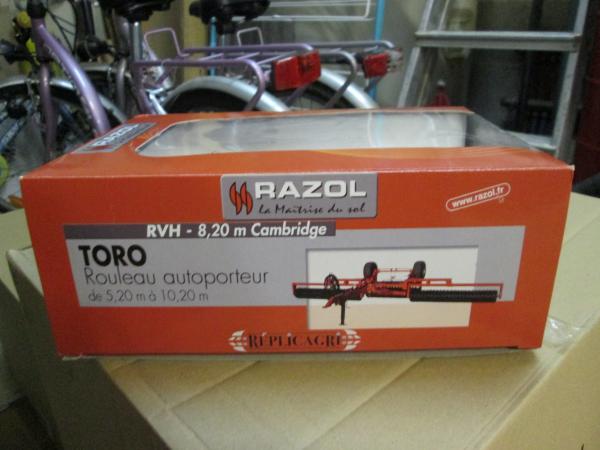 RAZOL
la Maîtrise du sol
www.razol.fr
RVH - 8,20 m Cambridge
TORO
Rouleau autoporteur
de 5,20 m à 10,20 m
REPLICAGRI